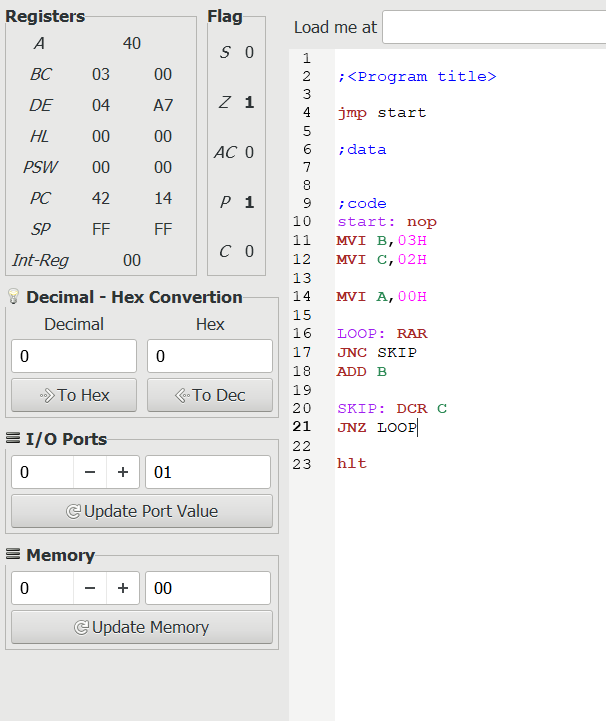 Registers
A 40
BC 03 00
DE 04 A7
HL 00 00
PSW 00 00
PC 42 14
SP FF FF
Int-Reg 00
Flag
S 0
Z 1
AC 0
P 1
C 0
Decimal - Hex Convertion
Decimal Hex
0 0
To Hex To Dec
I/O Ports
0 − + 01
Update Port Value
Memory
0 − + 00
Update Memory
Load me at
1
2 ;<Program title>
3
4 jmp start
5
6 ;data
7
8
9 ;code
10 start: nop
11 MVI B,03H
12 MVI C,02H
13
14 MVI A,00H
15
16 LOOP: RAR
17 JNC SKIP
18 ADD B
19
20 SKIP: DCR C
21 JNZ LOOP
22
23 hlt